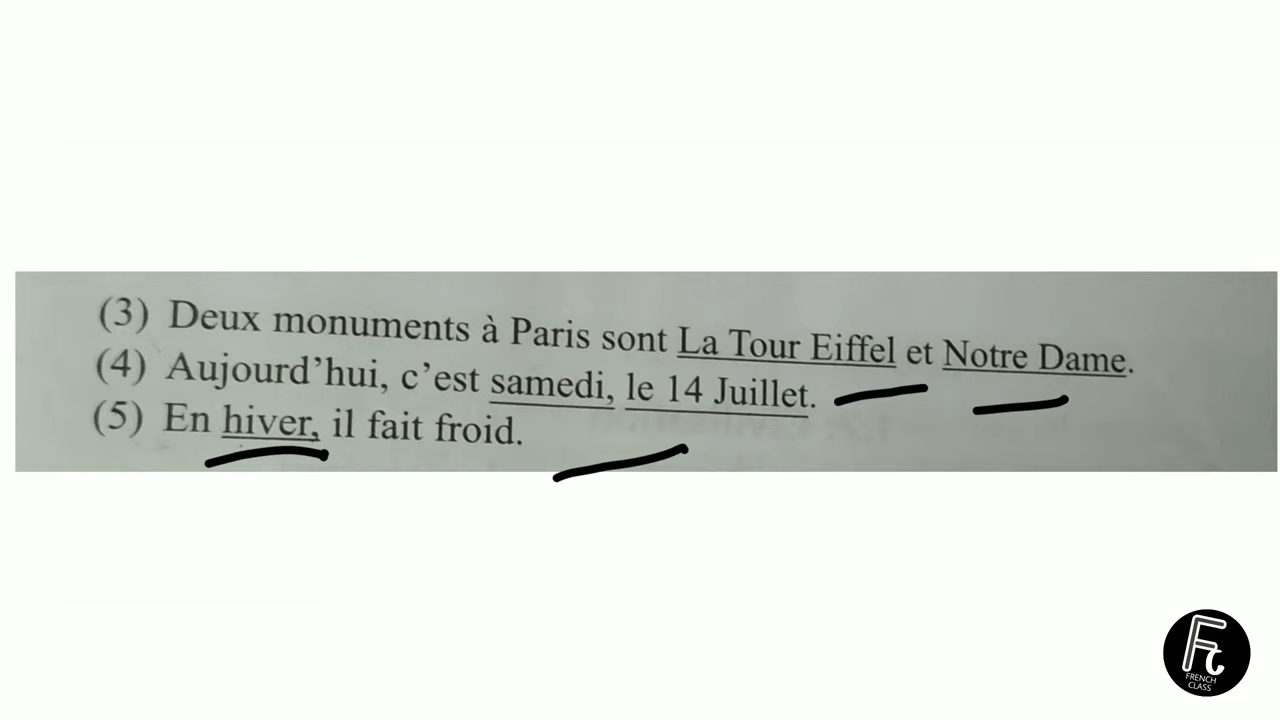 (3) Deux monuments à Paris sont La Tour Eiffel et Notre Dame.
(4) Aujourd'hui, c'est samedi, le 14 Juillet.
(5) En hiver, il fait froid.
FC
FRENCH
CLASS